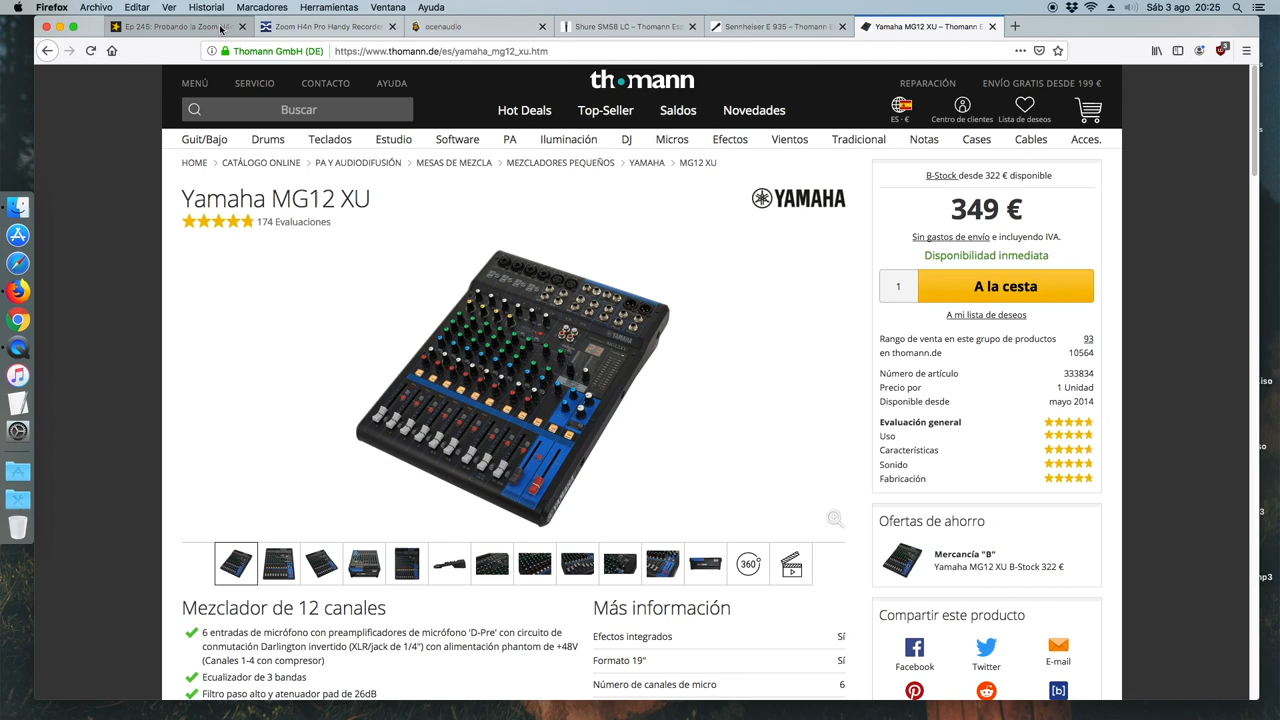 Firefox Archivo Editar Ver Historial Marcadores Herramientas Ventana Ayuda
Sáb 3 ago 20:25
Ep 245: Probando la Zoom H4n
Zoom H4n Pro Handy Recorder
ocenaudio
Shure SM58 LC – Thomann Esp
Sennheiser E 935 – Thomann E
Yamaha MG12 XU – Thomann E
Thomann GmbH (DE)
https://www.thomann.de/es/yamaha_mg12_xu.htm
3
MENÚ SERVICIO CONTACTO AYUDA
th•mann
REPARACIÓN ENVÍO GRATIS DESDE 199 €
Buscar
Hot Deals Top-Seller Saldos Novedades
ES · € Centro de clientes Lista de deseos
Guit/Bajo Drums Teclados Estudio Software PA Iluminación DJ Micros Efectos Vientos Tradicional Notas Cases Cables Acces.
HOME > CATÁLOGO ONLINE > PA Y AUDIODIFUSIÓN > MESAS DE MEZCLA > MEZCLADORES PEQUEÑOS > YAMAHA > MG12 XU
Yamaha MG12 XU
174 Evaluaciones
YAMAHA
B-Stock desde 322 € disponible
349 €
Sin gastos de envío e incluyendo IVA.
Disponibilidad inmediata
1 A la cesta
A mi lista de deseos
Rango de venta en este grupo de productos 93
en thomann.de 10564
Número de artículo 333834
Precio por 1 Unidad
Disponible desde mayo 2014
Evaluación general
Uso
Características
Sonido
Fabricación
Ofertas de ahorro
Mercancía "B"
Yamaha MG12 XU B-Stock 322 €
360°
Mezclador de 12 canales
6 entradas de micrófono con preamplificadores de micrófono 'D-Pre' con circuito de
conmutación Darlington invertido (XLR/jack de 1/4") con alimentación phantom de +48V
(Canales 1-4 con compresor)
Ecualizador de 3 bandas
Filtro paso alto y atenuador pad de 26dB
Más información
Efectos integrados Sí
Formato 19" Sí
Número de canales de micro 6
Compartir este producto
Facebook Twitter E-mail